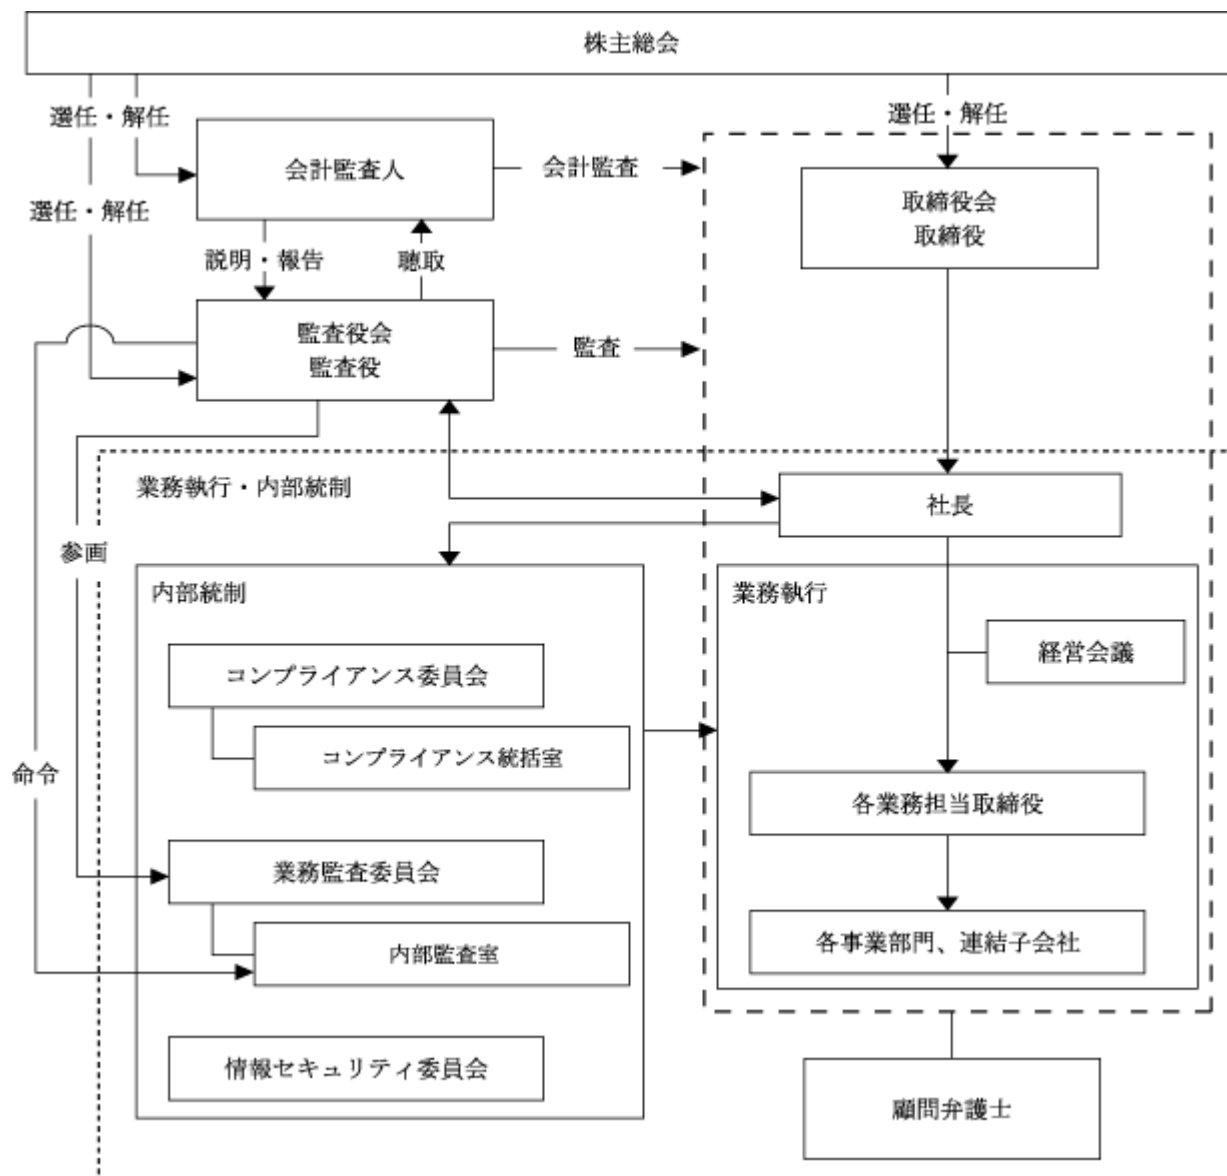 株主総会
選任・解任
選任・解任
会計監査人
会計監査
取締役会
取締役
選任・解任
説明・報告
聴取
監査役会
監査役
監査
業務執行・内部統制
社長
参画
内部統制
業務執行
コンプライアンス委員会
経営会議
コンプライアンス統括室
命令
各業務担当取締役
業務監査委員会
内部監査室
各事業部門、連結子会社
情報セキュリティ委員会
顧問弁護士